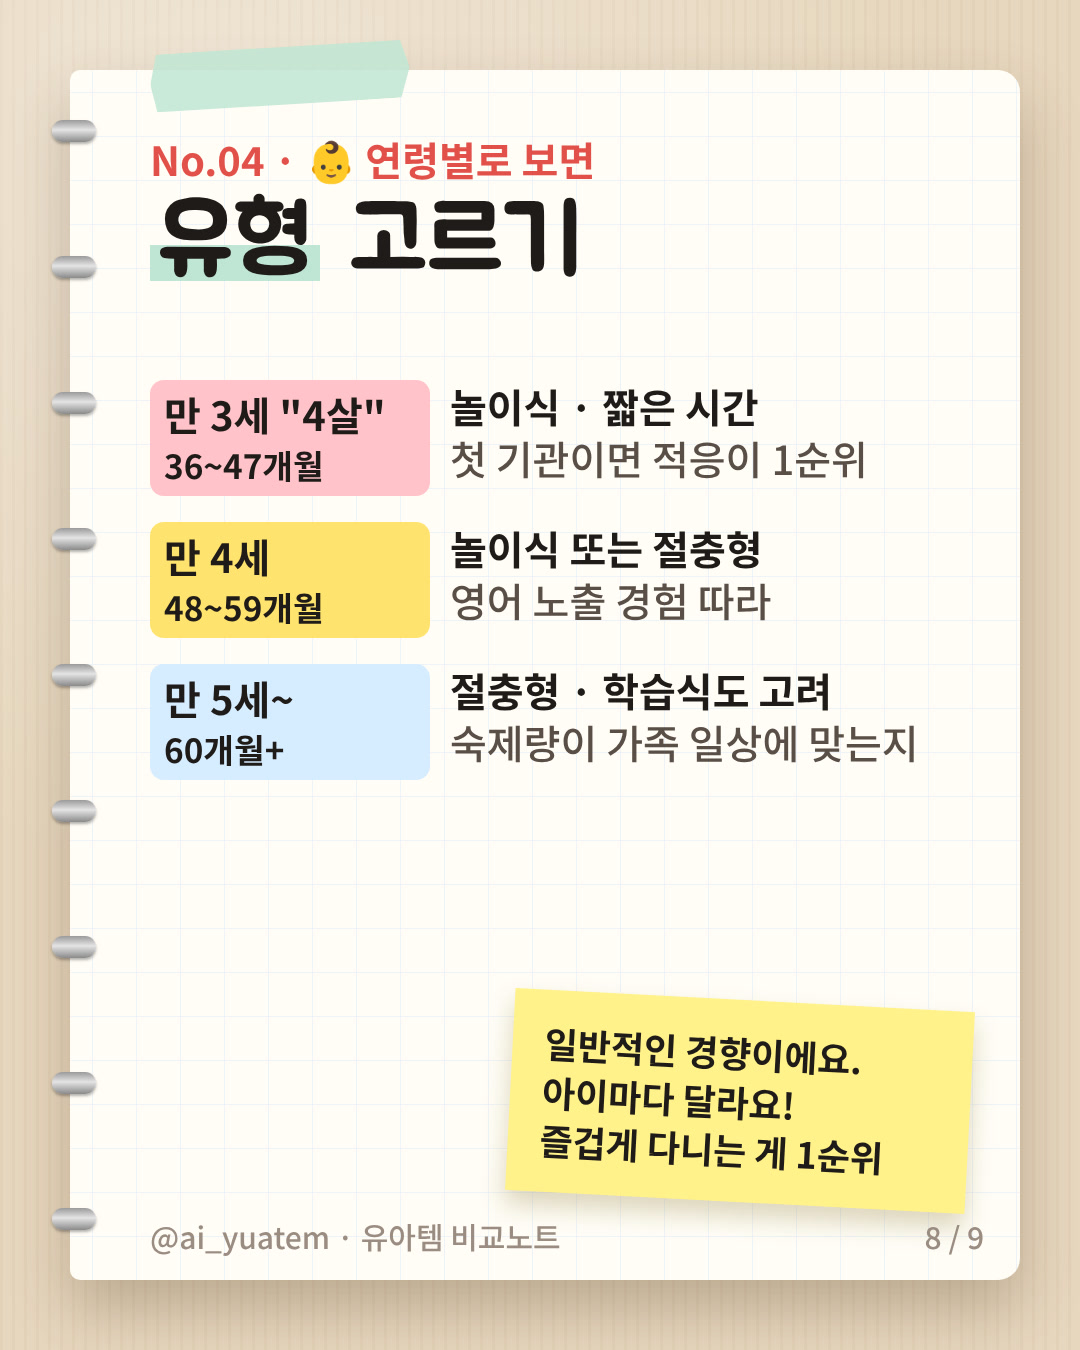 No.04 · 👶 연령별로 보면
유형 고르기
만 3세 "4살"
36~47개월
놀이식 · 짧은 시간
첫 기관이면 적응이 1순위
만 4세
48~59개월
놀이식 또는 절충형
영어 노출 경험 따라
만 5세~
60개월+
절충형 · 학습식도 고려
숙제량이 가족 일상에 맞는지
일반적인 경향이에요.
아이마다 달라요!
즐겁게 다니는 게 1순위
@ai_yuatem · 유아템 비교노트
8 / 9